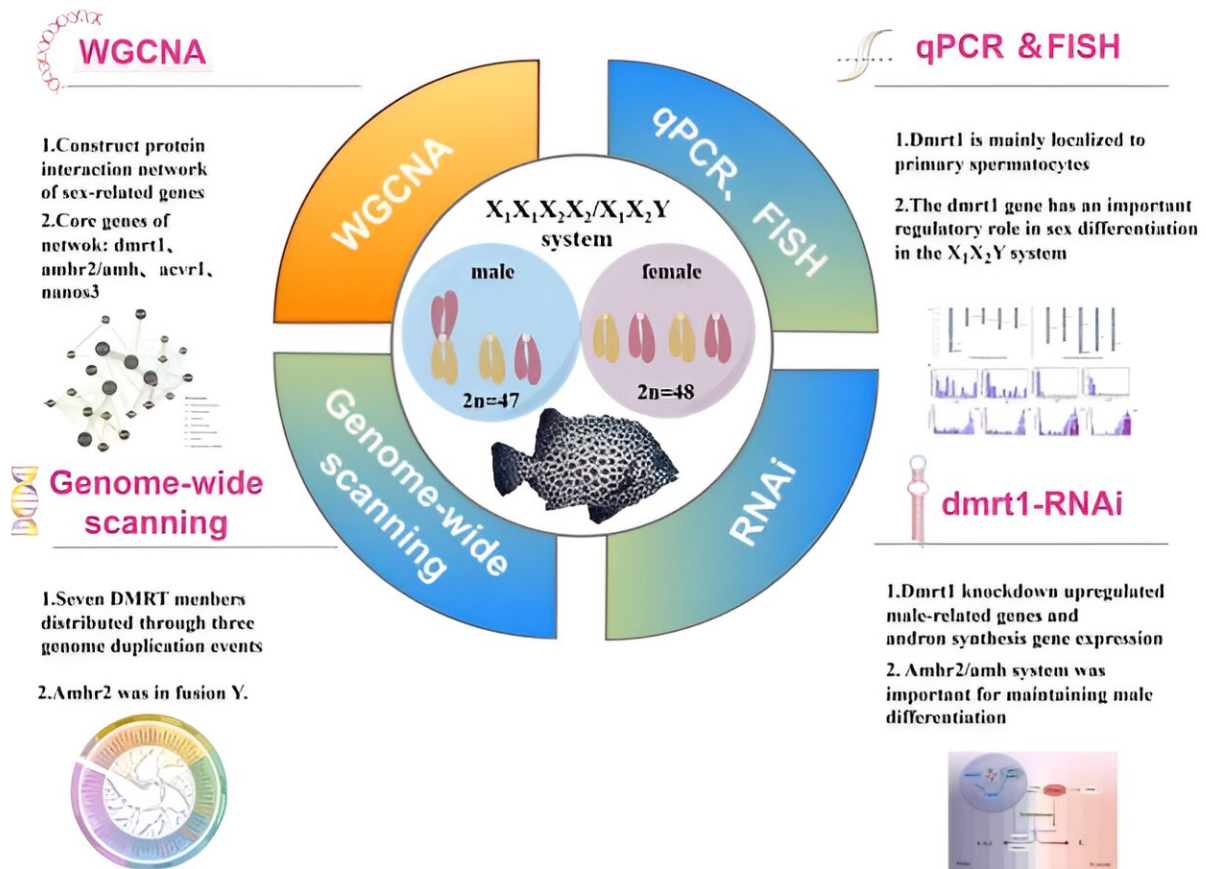 WGCNA
1.Construct protein
interaction network
of sex-related genes
2.Core genes of
netwok: dmrt1、
amhr2/amh、acvr1、
nanos3
Genome-wide
scanning
1.Seven DMRT menbers
distributed through three
genome duplication events
2.Amhr2 was in fusion Y.
WGCNA
qPCR、FISH
Genome-wide
scanning
RNAi
X₁X₁X₂X₂/X₁X₂Y
system
male
female
2n=47
2n=48
qPCR &FISH
1.Dmrt1 is mainly localized to
primary spermatocytes
2.The dmrt1 gene has an important
regulatory role in sex differentiation
in the X₁X₂Y system
dmrt1-RNAi
1.Dmrt1 knockdown upregulated
male-related genes and
andron synthesis gene expression
2. Amhr2/amh system was
important for maintaining male
differentiation